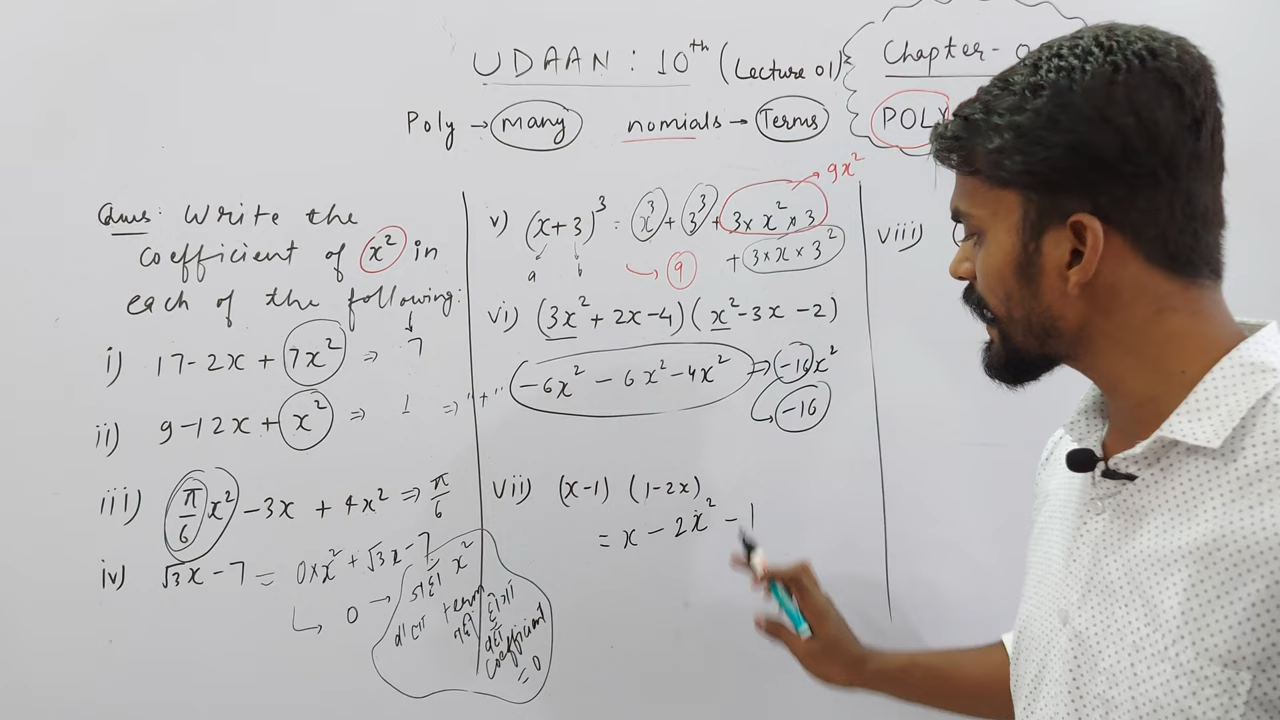 UDAAN : 10th (Lecture 01)
Chapter - 0
Poly → many nomials → Terms
POLY
Ques: Write the
coefficient of x² in
each of the following:
i) 17-2x + 7x² ⇒ 7
ii) 9-12x + x² ⇒ 1 ⇒ "+"
iii) π/6 x² - 3x + 4x² ⇒ π/6
iv) √3x - 7 = 0×x² + √3x - 7
↳ 0 →
x²
term
coefficient
= 0
v) (x+3)³ = x³ + 3³ + 3×x²×3 → 9x²
+ 3×x×3²
a b → 9
vi) (3x² + 2x - 4) (x² - 3x - 2)
-6x² - 6x² - 4x² ⇒ -16x²
→ -16
vii) (x-1) (1-2x)
= x - 2x² - 1
viii) (